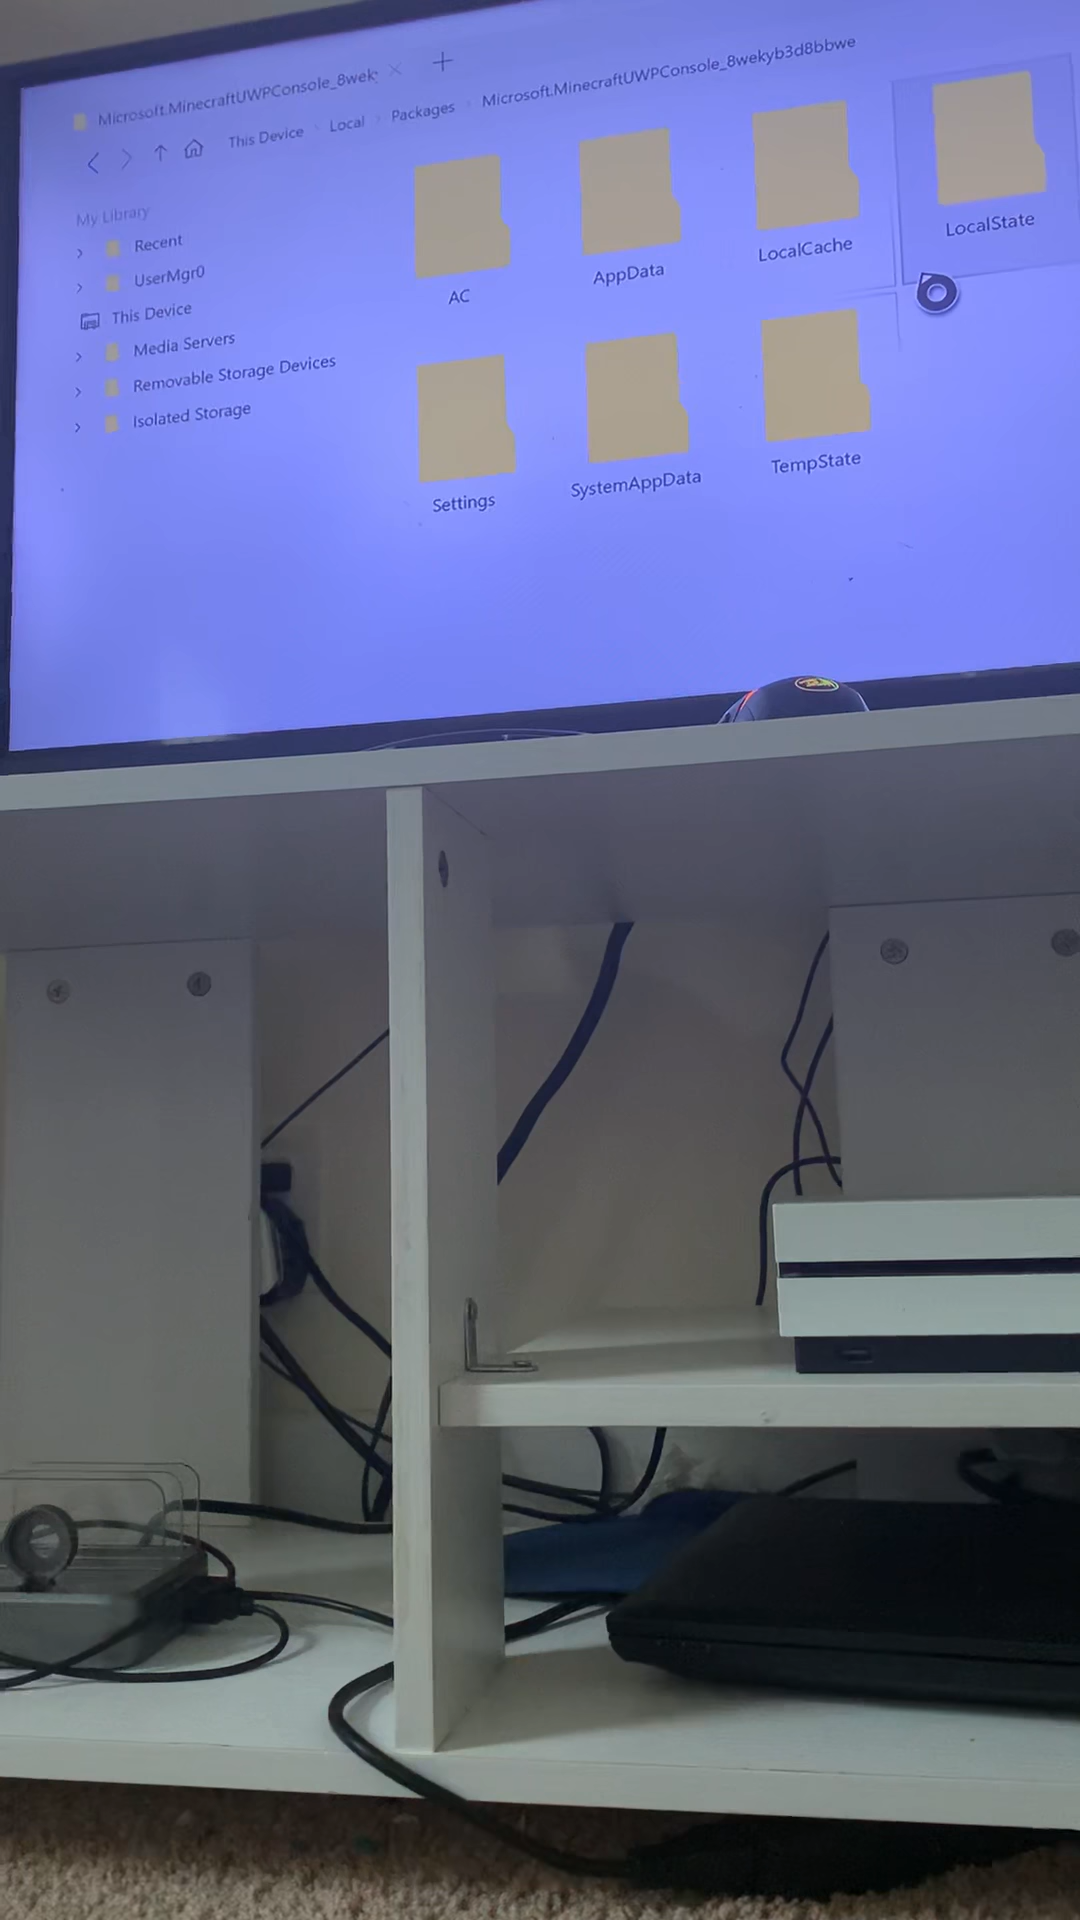 Microsoft.MinecraftUWPConsole_8wek
This Device Local Packages Microsoft.MinecraftUWPConsole_8wekyb3d8bbwe
My Library
Recent
UserMgr0
This Device
Media Servers
Removable Storage Devices
Isolated Storage
AC
AppData
LocalCache
LocalState
Settings
SystemAppData
TempState